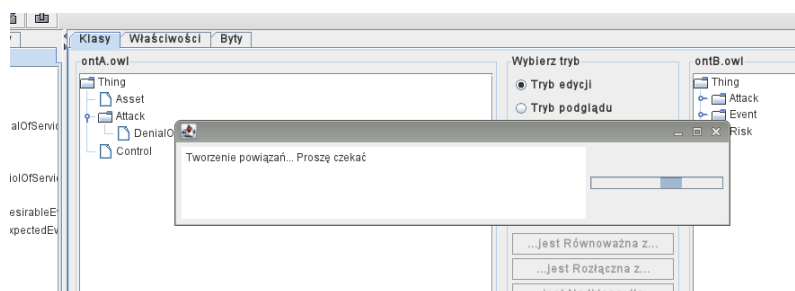 Klasy Właściwości Byty
ontA.owl
Thing
Asset
Attack
DenialO
Control
Wybierz tryb
Tryb edycji
Tryb podglądu
ontB.owl
Thing
Attack
Event
Risk
alOfServic
iolOfServi
esirableE
xpectedEv
Tworzenie powiązań... Proszę czekać
...jest Równoważna z...
...jest Rozłączna z...